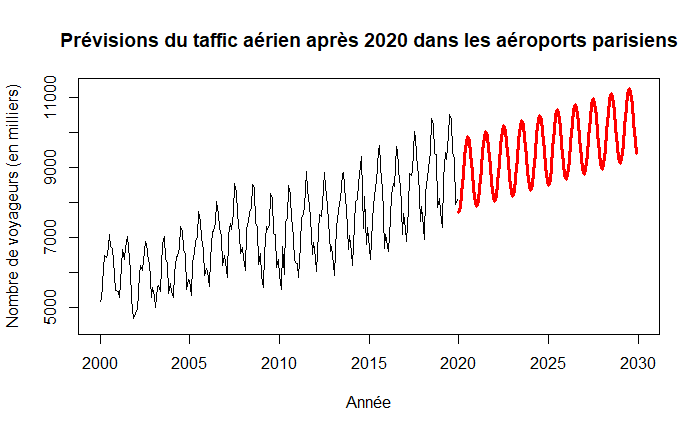 Prévisions du taffic aérien après 2020 dans les aéroports parisiens
Nombre de voyageurs (en milliers)
11000
9000
7000
5000
2000 2005 2010 2015 2020 2025 2030
Année